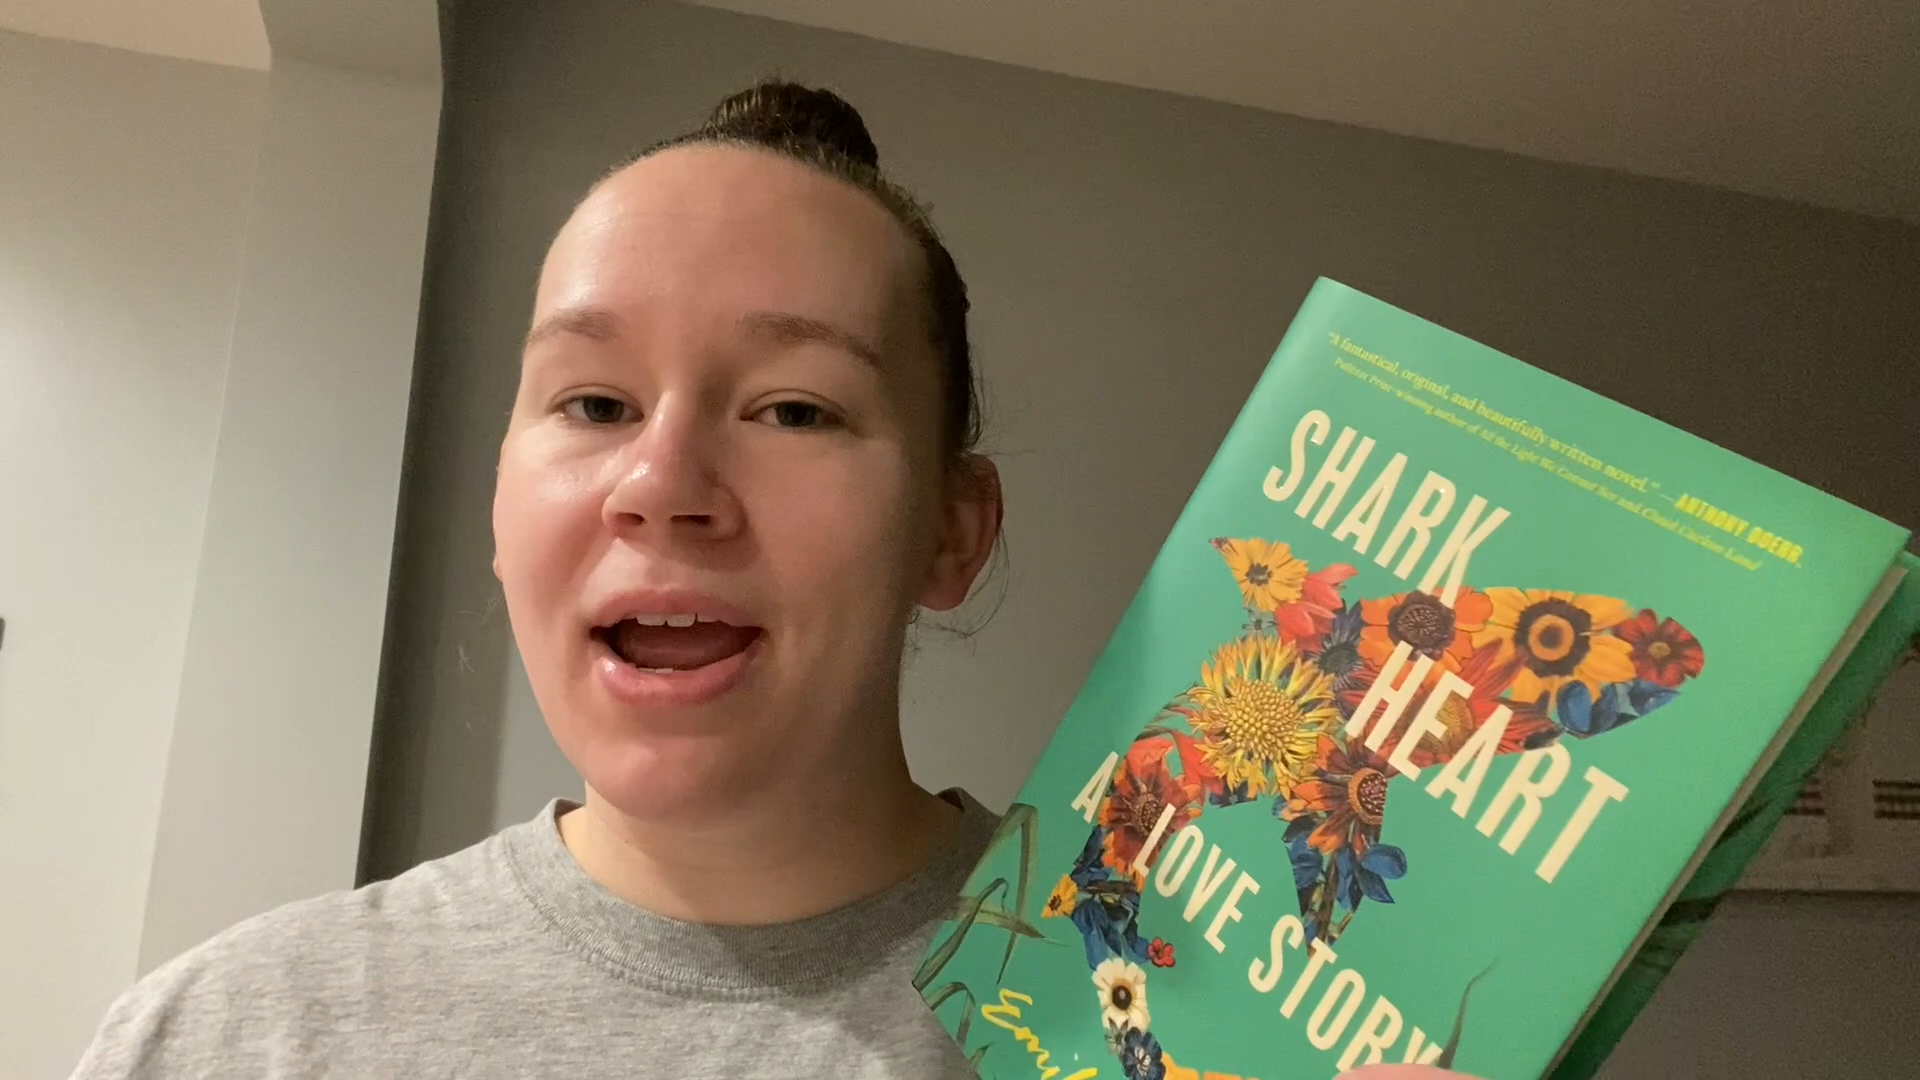 "A fantastical, original, and beautifully written novel." —ANTHONY DOERR,
Pulitzer Prize–winning author of All the Light We Cannot See and Cloud Cuckoo Land
SHARK
HEART
A LOVE STORY
Emil